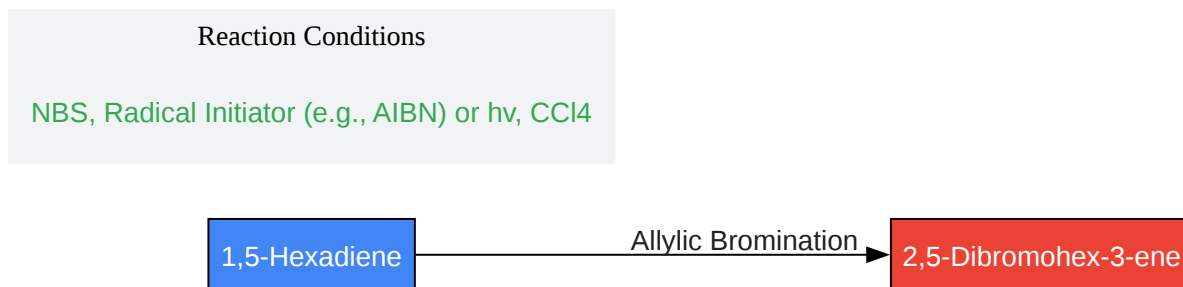 Reaction Conditions
NBS, Radical Initiator (e.g., AIBN) or hv, CCl4
1,5-Hexadiene
Allylic Bromination
2,5-Dibromohex-3-ene